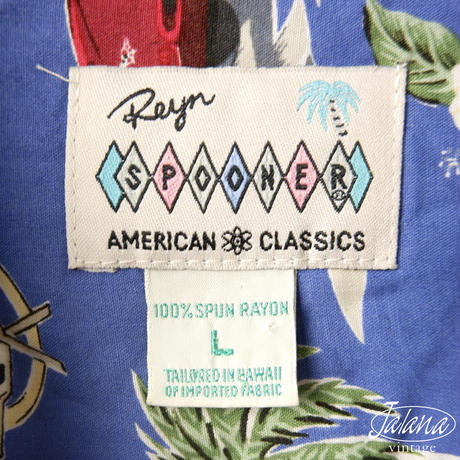 Reyn
SPOONER
AMERICAN CLASSICS
100% SPUN RAYON
L
TAILORED IN HAWAII
OF IMPORTED FABRIC
Jalana
vintage